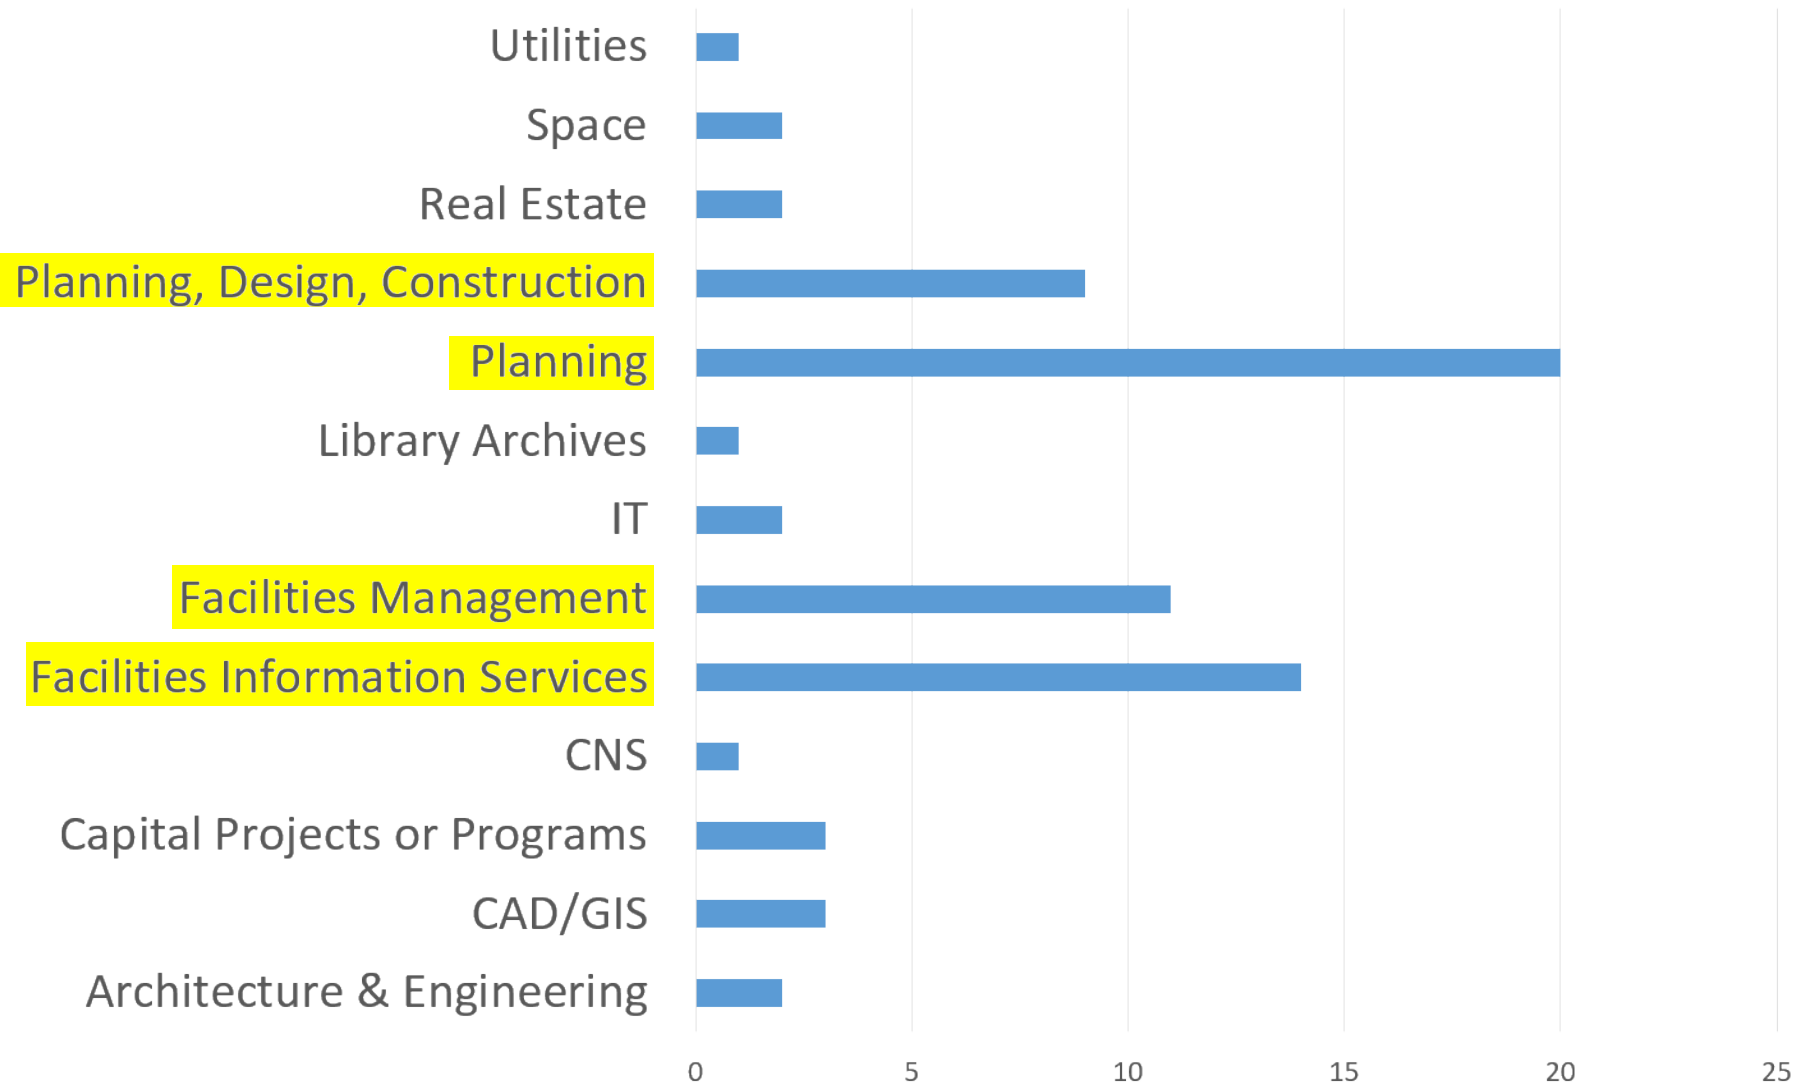 Utilities
Space
Real Estate
Planning, Design, Construction
Planning
Library Archives
IT
Facilities Management
Facilities Information Services
CNS
Capital Projects or Programs
CAD/GIS
Architecture & Engineering
0 5 10 15 20 25